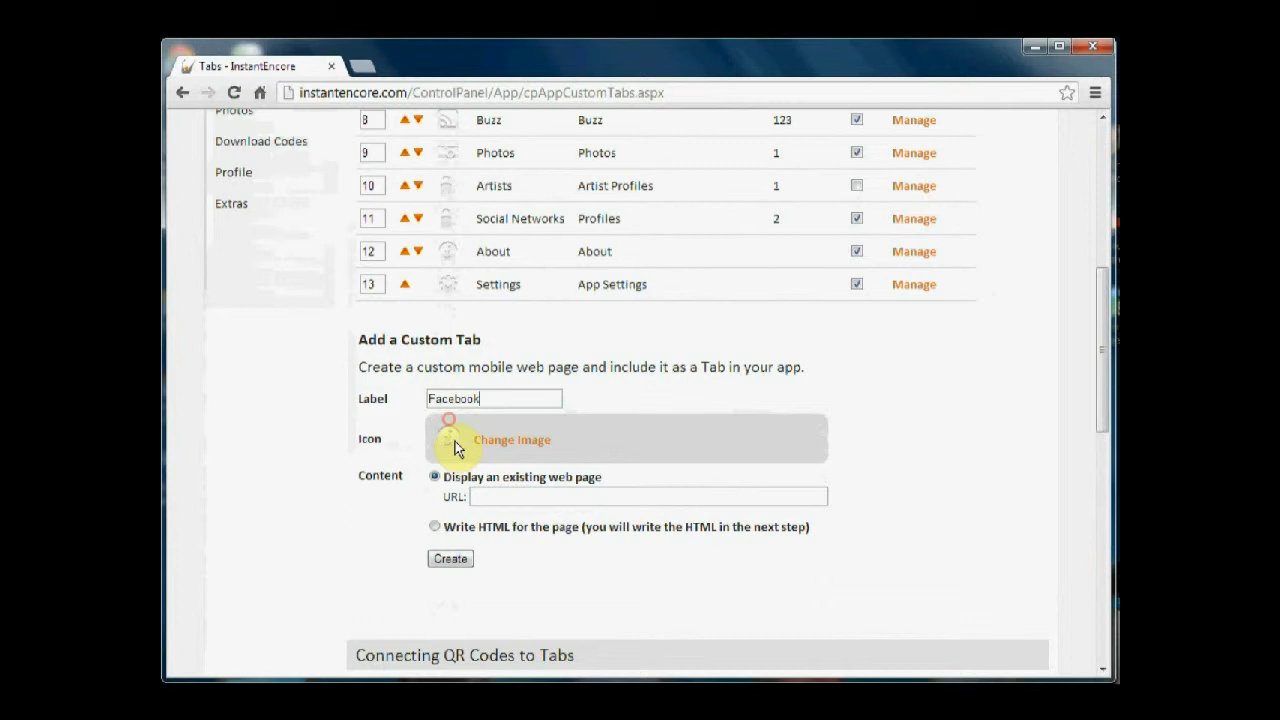 Tabs - InstantEncore
instantencore.com/ControlPanel/App/cpAppCustomTabs.aspx
Photos
Download Codes
Profile
Extras
8 Buzz Buzz 123 Manage
9 Photos Photos 1 Manage
10 Artists Artist Profiles 1 Manage
11 Social Networks Profiles 2 Manage
12 About About Manage
13 Settings App Settings Manage
Add a Custom Tab
Create a custom mobile web page and include it as a Tab in your app.
Label Facebook
Icon Change Image
Content Display an existing web page
URL:
Write HTML for the page (you will write the HTML in the next step)
Create
Connecting QR Codes to Tabs